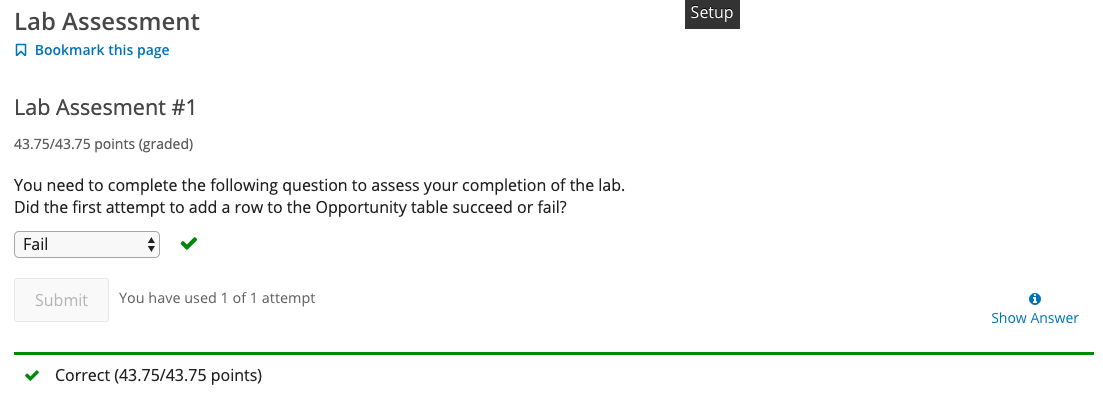 Lab Assessment
Setup
Bookmark this page
Lab Assesment #1
43.75/43.75 points (graded)
You need to complete the following question to assess your completion of the lab.
Did the first attempt to add a row to the Opportunity table succeed or fail?
Fail
Submit
You have used 1 of 1 attempt
Show Answer
Correct (43.75/43.75 points)